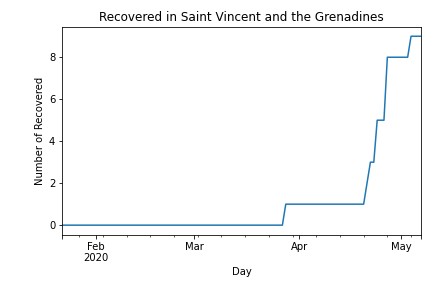 Recovered in Saint Vincent and the Grenadines
Number of Recovered
8
6
4
2
0
Feb
2020
Mar
Apr
May
Day